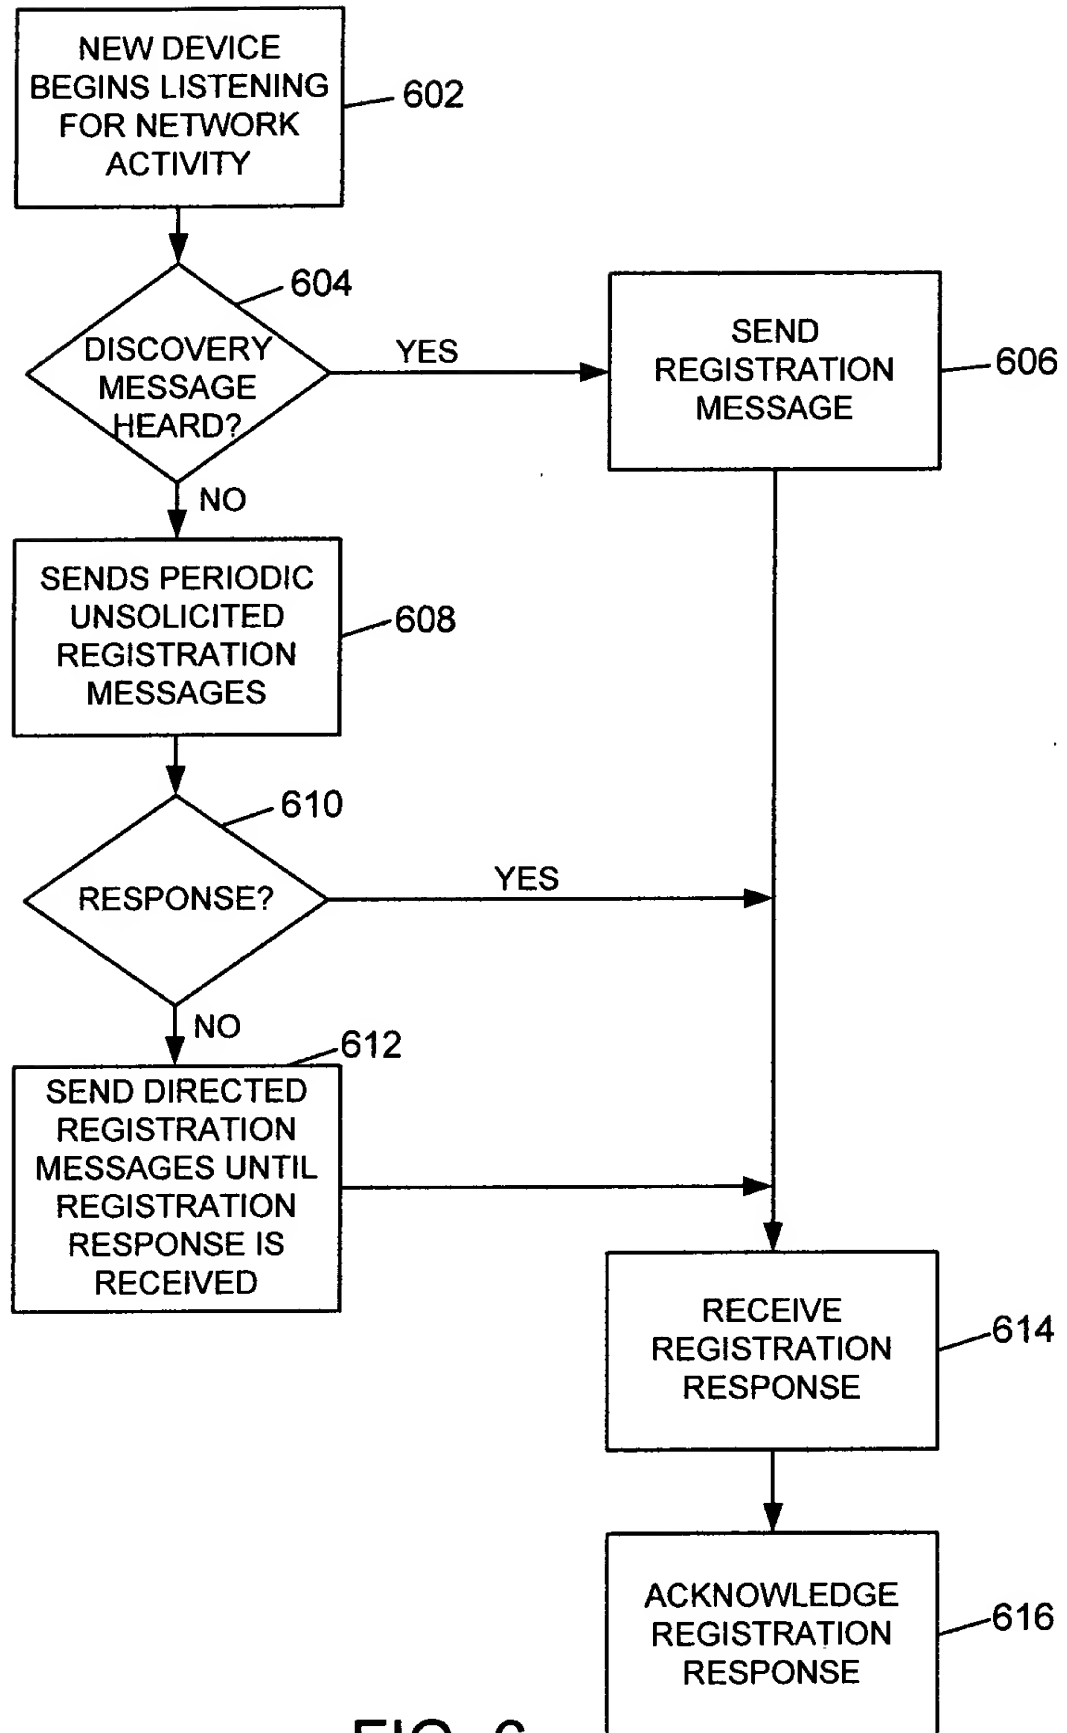 NEW DEVICE
BEGINS LISTENING
FOR NETWORK
ACTIVITY
602
604
DISCOVERY
MESSAGE
HEARD?
YES
SEND
REGISTRATION
MESSAGE
606
NO
SENDS PERIODIC
UNSOLICITED
REGISTRATION
MESSAGES
608
610
RESPONSE?
YES
NO
612
SEND DIRECTED
REGISTRATION
MESSAGES UNTIL
REGISTRATION
RESPONSE IS
RECEIVED
RECEIVE
REGISTRATION
RESPONSE
614
ACKNOWLEDGE
REGISTRATION
RESPONSE
616
FIG. 6